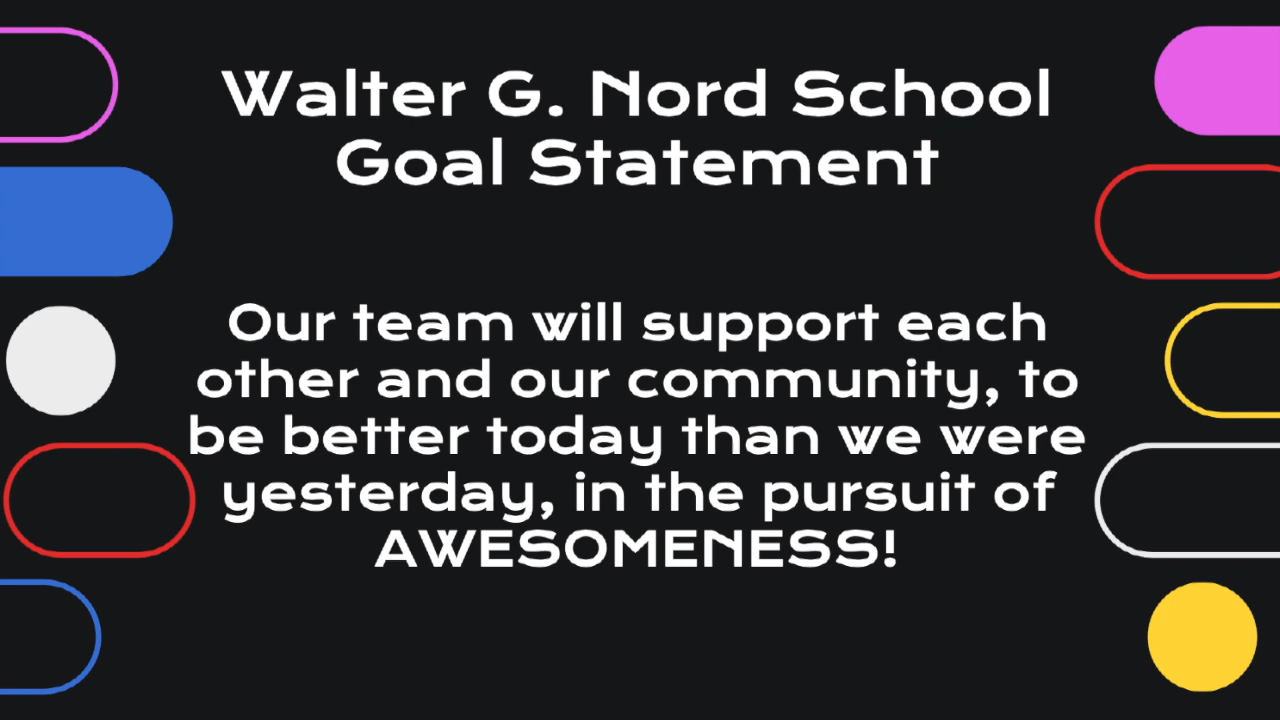 Walter G. Nord School
Goal Statement
Our team will support each
other and our community, to
be better today than we were
yesterday, in the pursuit of
AWESOMENESS!